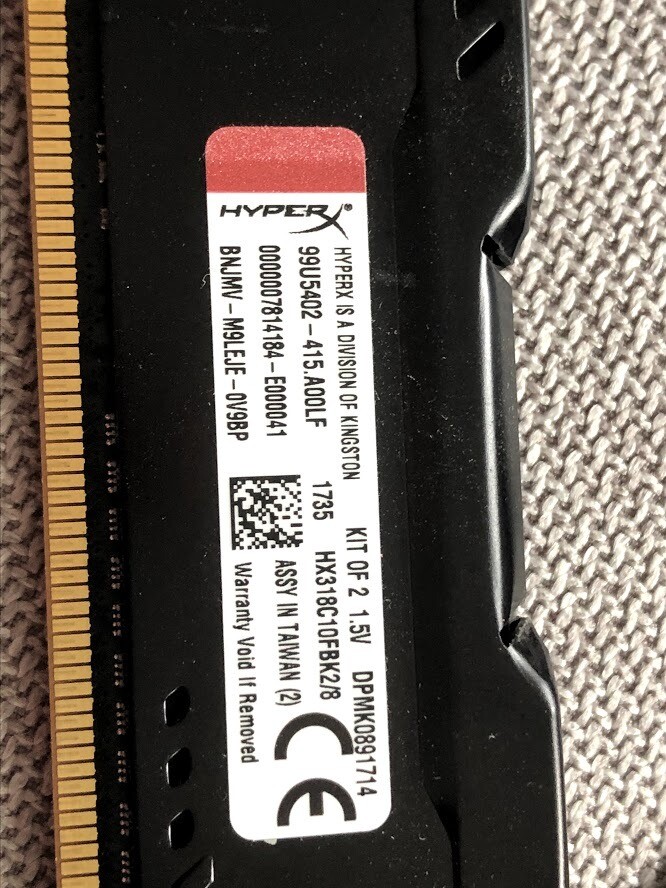 HYPERX®
HYPERX IS A DIVISION OF KINGSTON
KIT OF 2 1.5V DPMK0891714
99U5402-415.A00LF 1735 HX318C10FBK2/8
0000007814184-E000041 ASSY IN TAIWAN (2)
BNJMV-M9LEJE-0V9BP Warranty Void If Removed
CE